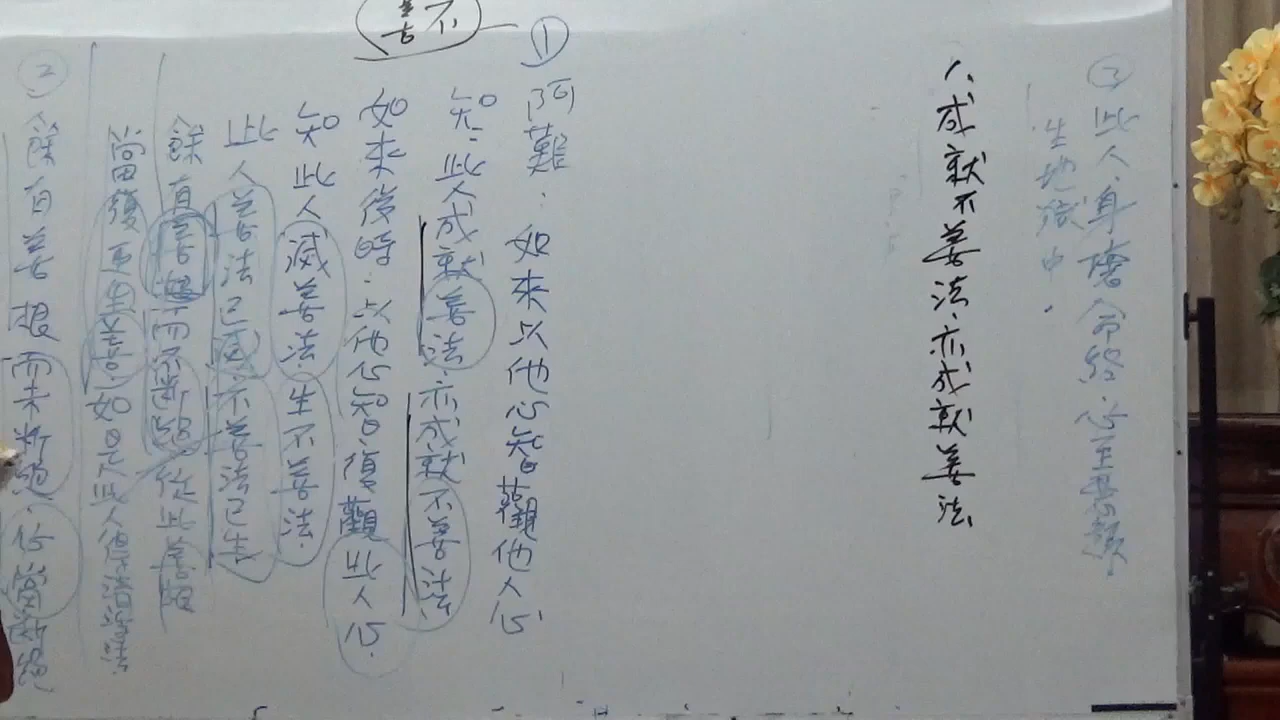 ③此人身壞命終.必至惡處
生地獄中.
人成就不善法.亦成就善法
不善
①阿難.如來以他心智觀他人心
知.此人成就善法.亦成就不善法
如來後時.以他心智復觀此人心.
知此人滅善法.生不善法.
此人善法已滅不善法已生
餘有善根而不斷絕從此善根
當復更生善如是此人得清淨法
②餘有善根而未斷絕.必當斷絕